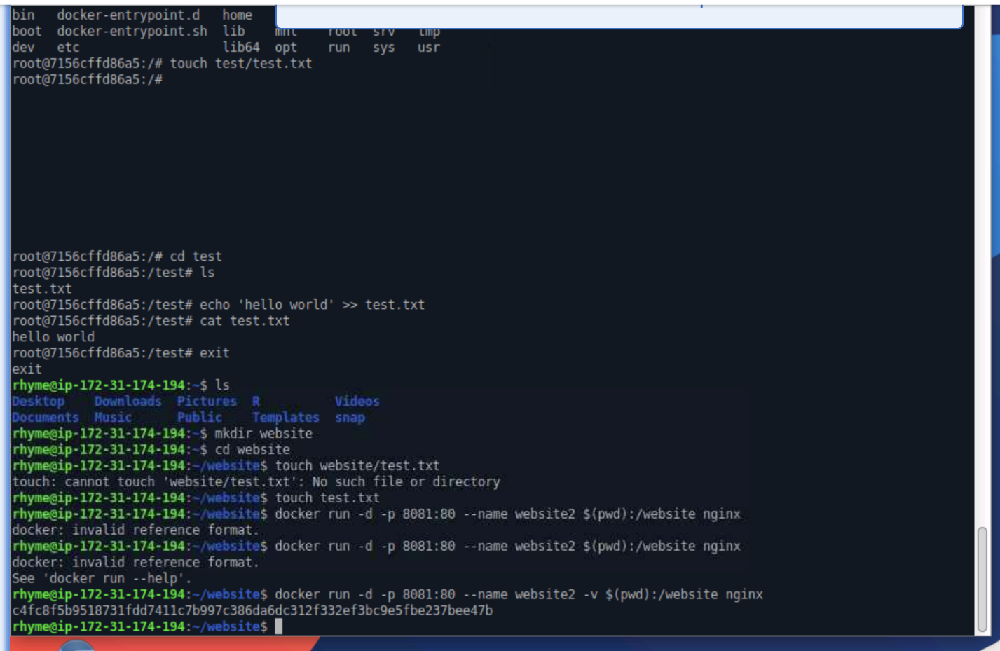 bin   docker-entrypoint.d   home
boot  docker-entrypoint.sh  lib    mnt    root  srv   tmp
dev   etc                   lib64  opt    run   sys   usr
root@7156cffd86a5:/# touch test/test.txt
root@7156cffd86a5:/#
root@7156cffd86a5:/# cd test
root@7156cffd86a5:/test# ls
test.txt
root@7156cffd86a5:/test# echo 'hello world' >> test.txt
root@7156cffd86a5:/test# cat test.txt
hello world
root@7156cffd86a5:/test# exit
exit
rhyme@ip-172-31-174-194:~$ ls
Desktop    Downloads  Pictures  R          Videos
Documents  Music      Public    Templates  snap
rhyme@ip-172-31-174-194:~$ mkdir website
rhyme@ip-172-31-174-194:~$ cd website
rhyme@ip-172-31-174-194:~/website$ touch website/test.txt
touch: cannot touch 'website/test.txt': No such file or directory
rhyme@ip-172-31-174-194:~/website$ touch test.txt
rhyme@ip-172-31-174-194:~/website$ docker run -d -p 8081:80 --name website2 $(pwd):/website nginx
docker: invalid reference format.
rhyme@ip-172-31-174-194:~/website$ docker run -d -p 8081:80 --name website2 $(pwd):/website nginx
docker: invalid reference format.
See 'docker run --help'.
rhyme@ip-172-31-174-194:~/website$ docker run -d -p 8081:80 --name website2 -v $(pwd):/website nginx
c4fc8f5b9518731fdd7411c7b997c386da6dc312f332ef3bc9e5fbe237bee47b
rhyme@ip-172-31-174-194:~/website$